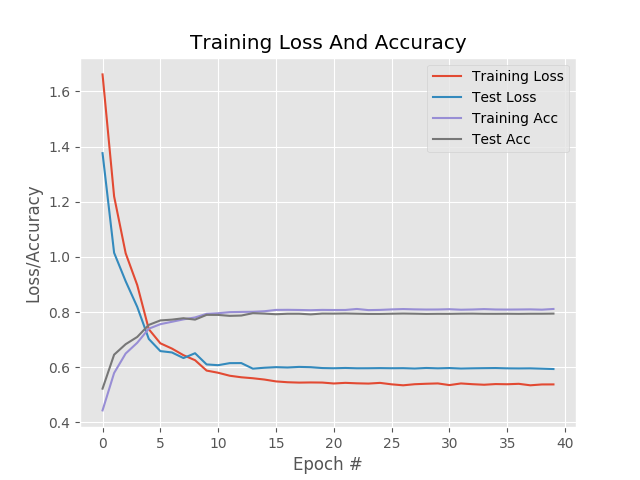 Training Loss And Accuracy
Training Loss
Test Loss
Training Acc
Test Acc
Loss/Accuracy
1.6
1.4
1.2
1.0
0.8
0.6
0.4
0 5 10 15 20 25 30 35 40
Epoch #